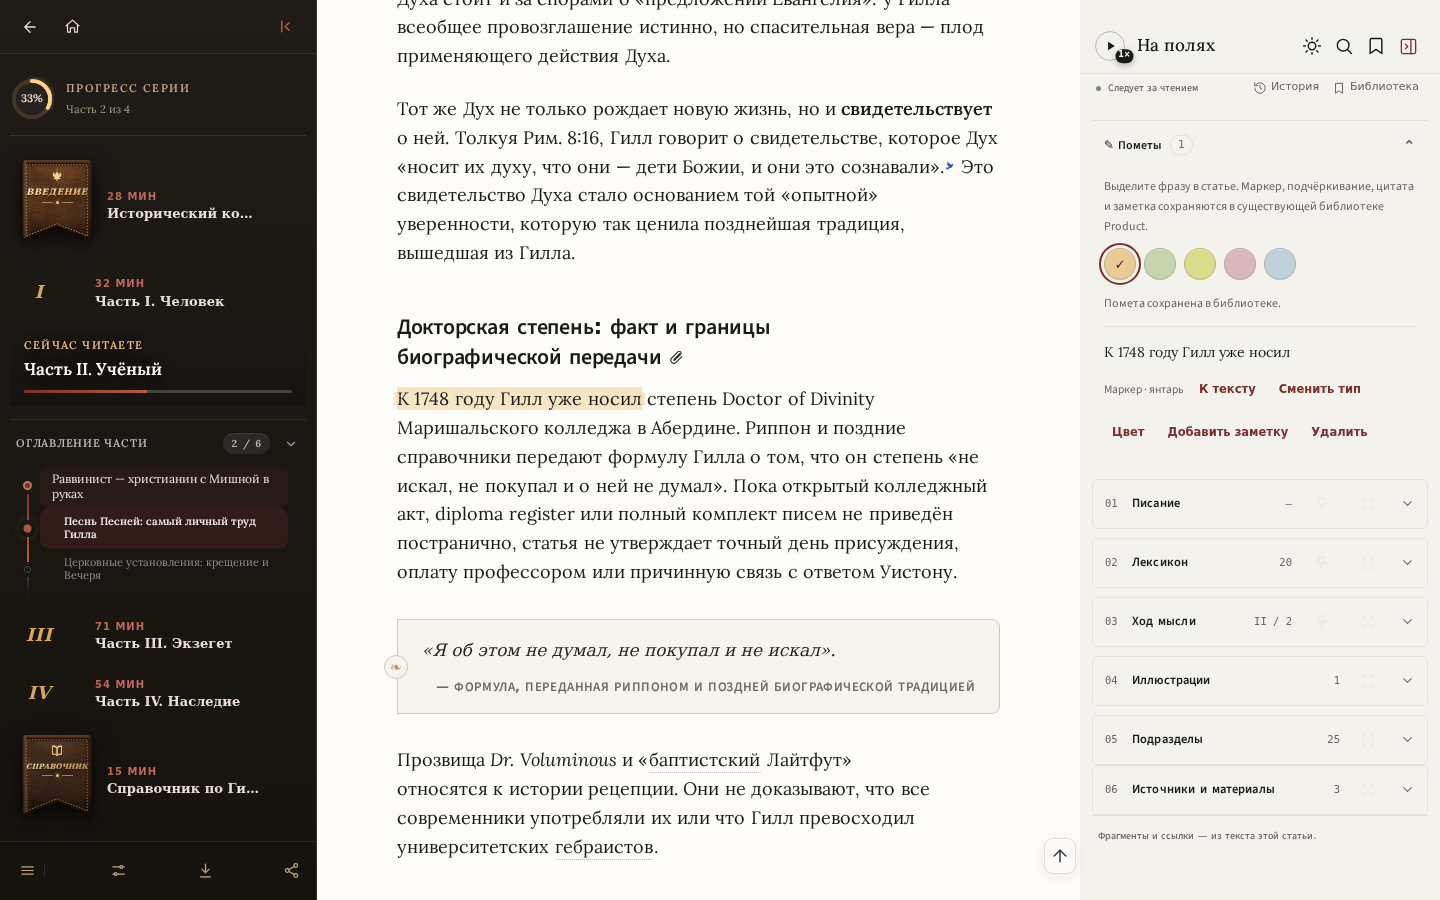 33%
ПРОГРЕСС СЕРИИ
Часть 2 из 4
ВВЕДЕНИЕ
28 МИН
Исторический ко...
I
32 МИН
Часть I. Человек
СЕЙЧАС ЧИТАЕТЕ
Часть II. Учёный
ОГЛАВЛЕНИЕ ЧАСТИ
2 / 6
Раввинист — христианин с Мишной в
руках
Песнь Песней: самый личный труд
Гилла
Церковные установления: крещение и
Вечеря
III
71 МИН
Часть III. Экзегет
IV
54 МИН
Часть IV. Наследие
СПРАВОЧНИК
15 МИН
Справочник по Ги...
Духа стоит и за спорами о «предложении Евангелия»: у Гилла
всеобщее провозглашение истинно, но спасительная вера — плод
применяющего действия Духа.
Тот же Дух не только рождает новую жизнь, но и свидетельствует
о ней. Толкуя Рим. 8:16, Гилл говорит о свидетельстве, которое Дух
«носит их духу, что они — дети Божии, и они это сознавали». Это
свидетельство Духа стало основанием той «опытной»
уверенности, которую так ценила позднейшая традиция,
вышедшая из Гилла.
Докторская степень: факт и границы
биографической передачи
К 1748 году Гилл уже носил степень Doctor of Divinity
Маришальского колледжа в Абердине. Риппон и поздние
справочники передают формулу Гилла о том, что он степень «не
искал, не покупал и о ней не думал». Пока открытый колледжный
акт, diploma register или полный комплект писем не приведён
постранично, статья не утверждает точный день присуждения,
оплату профессором или причинную связь с ответом Уистону.
«Я об этом не думал, не покупал и не искал».
— ФОРМУЛА, ПЕРЕДАННАЯ РИППОНОМ И ПОЗДНЕЙ БИОГРАФИЧЕСКОЙ ТРАДИЦИЕЙ
Прозвища Dr. Voluminous и «баптистский Лайтфут»
относятся к истории рецепции. Они не доказывают, что все
современники употребляли их или что Гилл превосходил
университетских гебраистов.
1×
На полях
Следует за чтением
История
Библиотека
✎ Пометы
1
Выделите фразу в статье. Маркер, подчёркивание, цитата
и заметка сохраняются в существующей библиотеке
Product.
✓
Помета сохранена в библиотеке.
К 1748 году Гилл уже носил
Маркер · янтарь
К тексту
Сменить тип
Цвет
Добавить заметку
Удалить
01 Писание —
02 Лексикон 20
03 Ход мысли II / 2
04 Иллюстрации 1
05 Подразделы 25
06 Источники и материалы 3
Фрагменты и ссылки — из текста этой статьи.